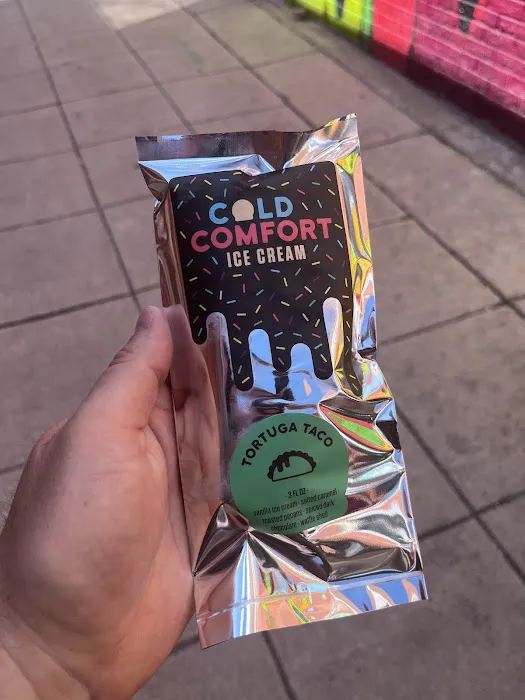 COLD
COMFORT
ICE CREAM
TORTUGA TACO
3 FL OZ
vanilla ice cream · salted caramel
toasted pecans · spiced dark
chocolate · waffle shell